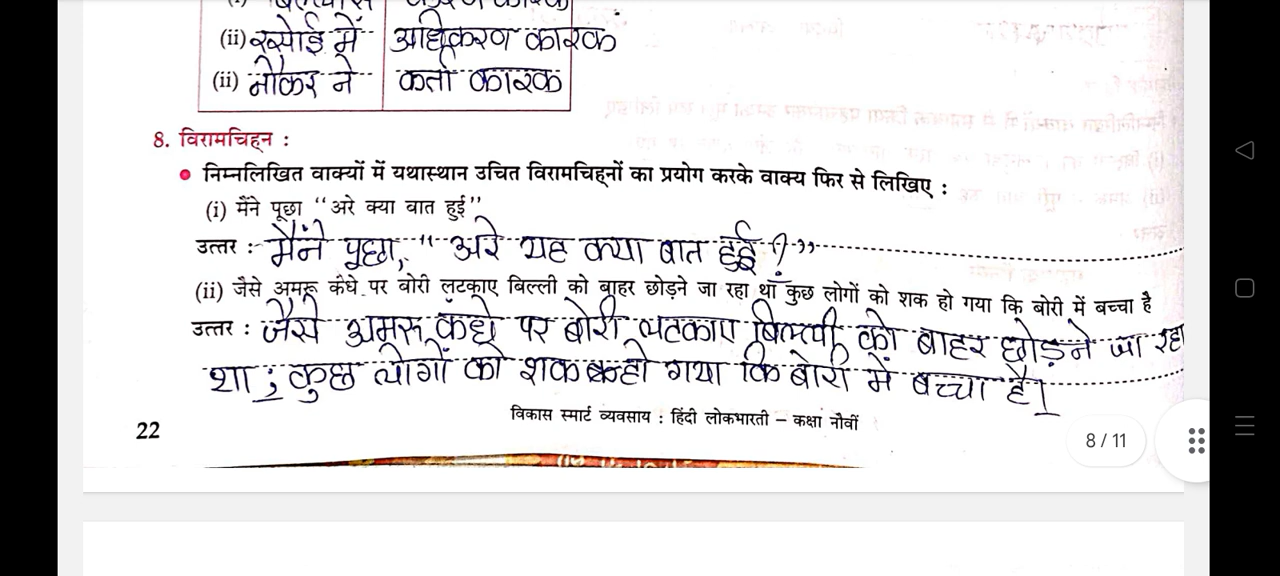 (ii) रसोई में अधिकरण कारक
(ii) नौकर ने कर्ता कारक
8. विरामचिह्न :
• निम्नलिखित वाक्यों में यथास्थान उचित विरामचिह्नों का प्रयोग करके वाक्य फिर से लिखिए :
(i) मैंने पूछा “अरे क्या बात हुई”
उत्तर : मैंने पूछा, “अरे यह क्या बात हुई ?”
(ii) जैसे अमरू कंधे पर बोरी लटकाए बिल्ली को बाहर छोड़ने जा रहा था कुछ लोगों को शक हो गया कि बोरी में बच्चा है
उत्तर : जैसे अमरू कंधे पर बोरी लटकाए बिल्ली को बाहर छोड़ने जा रहा
था ; कुछ लोगों को शक हो गया कि बोरी में बच्चा है।
विकास स्मार्ट व्यवसाय : हिंदी लोकभारती – कक्षा नौवीं
22
8 / 11